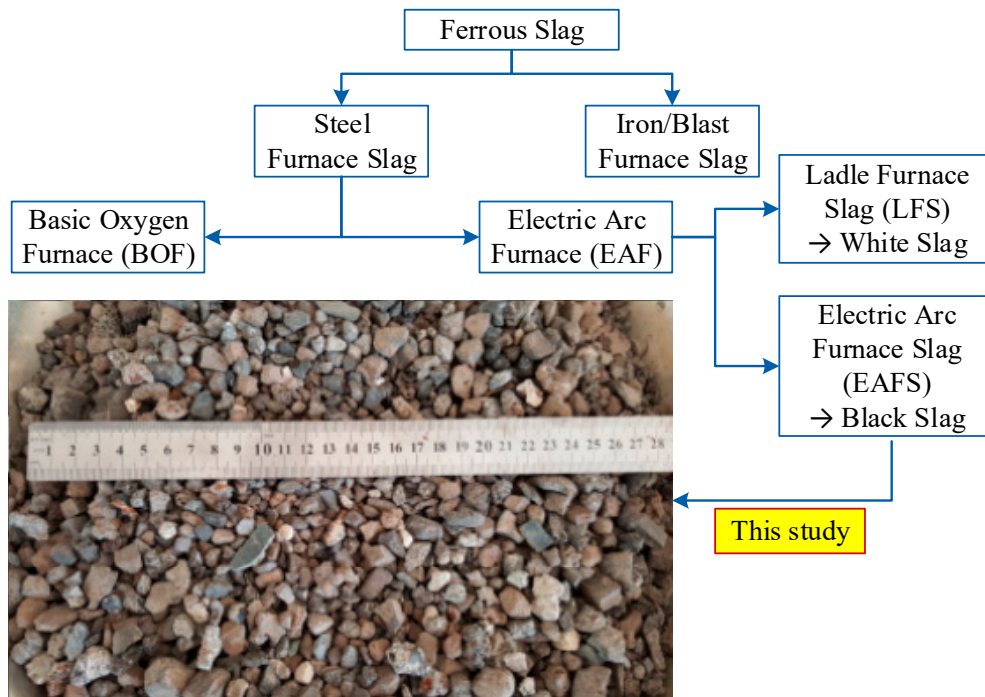 Ferrous Slag
Steel
Furnace Slag
Iron/Blast
Furnace Slag
Basic Oxygen
Furnace (BOF)
Electric Arc
Furnace (EAF)
Ladle Furnace
Slag (LFS)
→ White Slag
Electric Arc
Furnace Slag
(EAFS)
→ Black Slag
This study
1 2 3 4 5 6 7 8 9 10 11 12 13 14 15 16 17 18 19 20 21 22 23 24 25 26 27 28